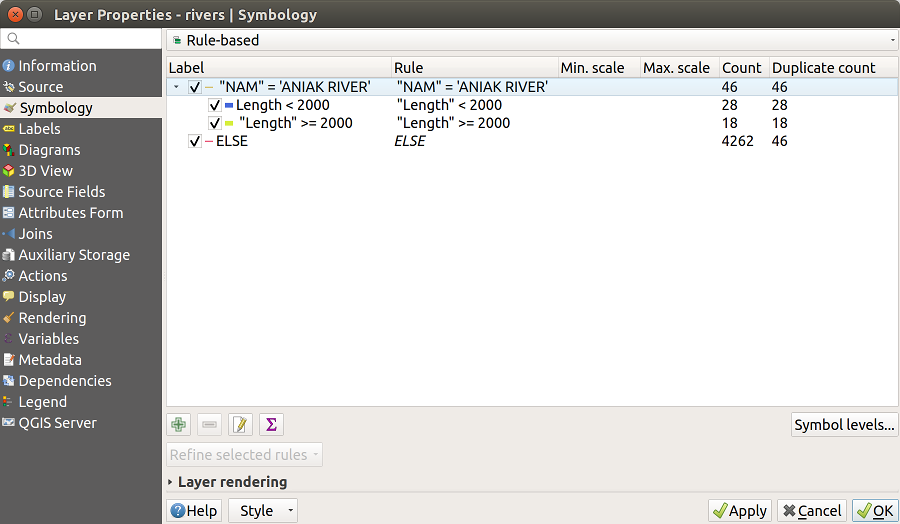 Layer Properties - rivers | Symbology
Information
Source
Symbology
Labels
Diagrams
3D View
Source Fields
Attributes Form
Joins
Auxiliary Storage
Actions
Display
Rendering
Variables
Metadata
Dependencies
Legend
QGIS Server
Rule-based
Label Rule Min. scale Max. scale Count Duplicate count
"NAM" = 'ANIAK RIVER' "NAM" = 'ANIAK RIVER' 46 46
Length < 2000 "Length" < 2000 28 28
"Length" >= 2000 "Length" >= 2000 18 18
ELSE ELSE 4262 46
Σ Symbol levels...
Refine selected rules
Layer rendering
Help Style Apply Cancel OK